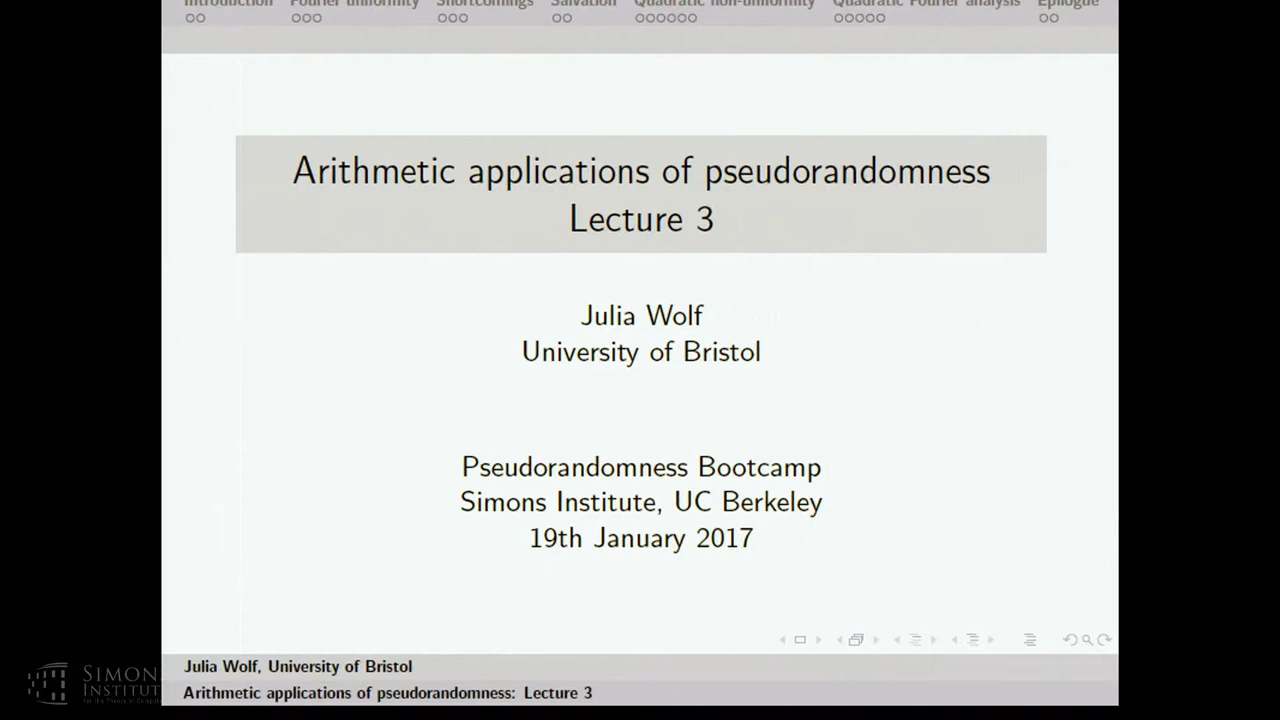 Introduction Fourier uniformity Shortcomings Salvation Quadratic non-uniformity Quadratic Fourier analysis Epilogue
Arithmetic applications of pseudorandomness
Lecture 3
Julia Wolf
University of Bristol
Pseudorandomness Bootcamp
Simons Institute, UC Berkeley
19th January 2017
Julia Wolf, University of Bristol
Arithmetic applications of pseudorandomness: Lecture 3
SIMONS
INSTITUTE